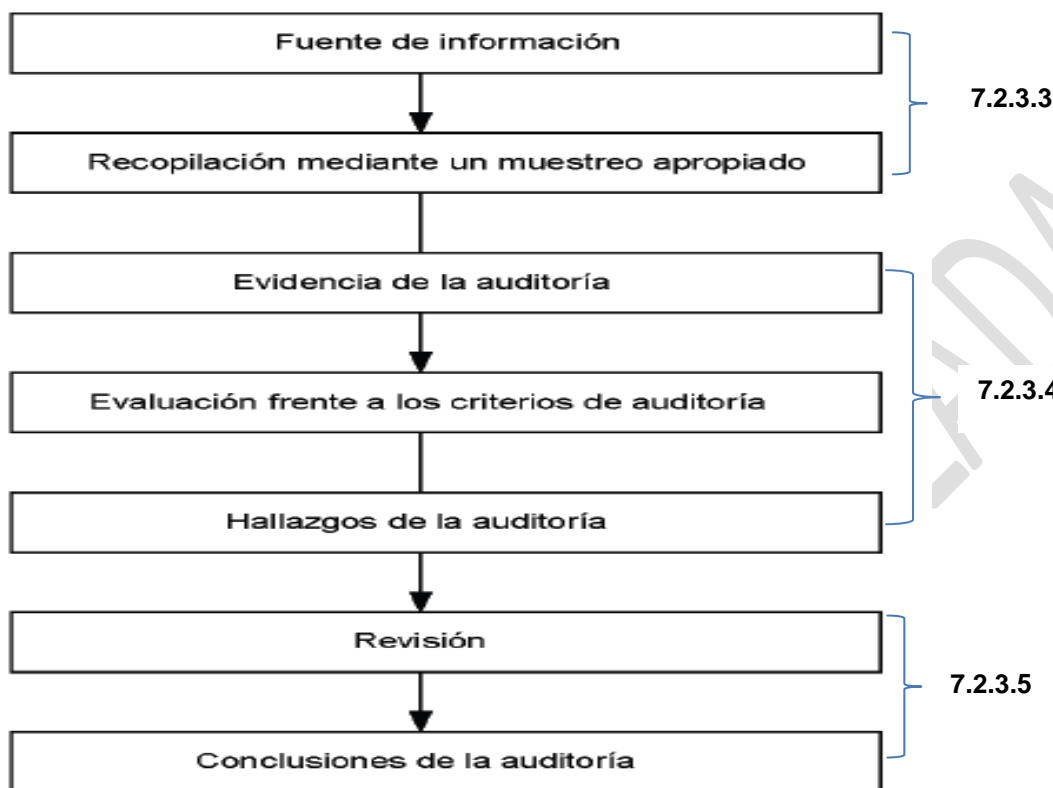 Fuente de información
7.2.3.3
Recopilación mediante un muestreo apropiado
Evidencia de la auditoría
Evaluación frente a los criterios de auditoría
7.2.3.4
Hallazgos de la auditoría
Revisión
7.2.3.5
Conclusiones de la auditoría